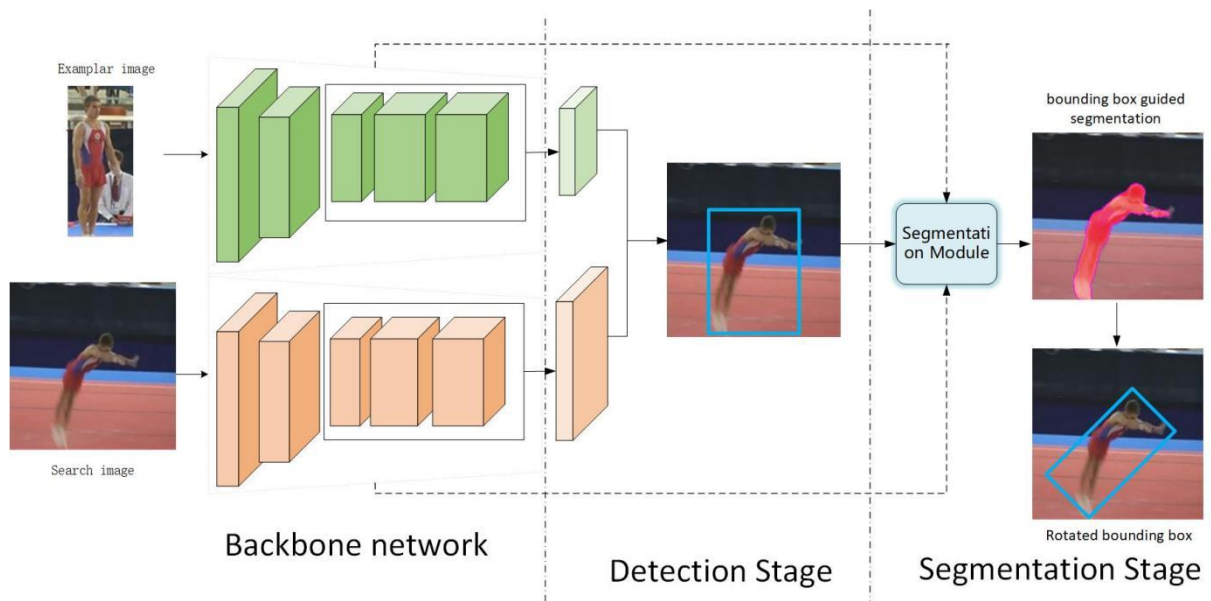 Examplar image
Search image
Backbone network
Detection Stage
Segmentati
on Module
bounding box guided
segmentation
Rotated bounding box
Segmentation Stage